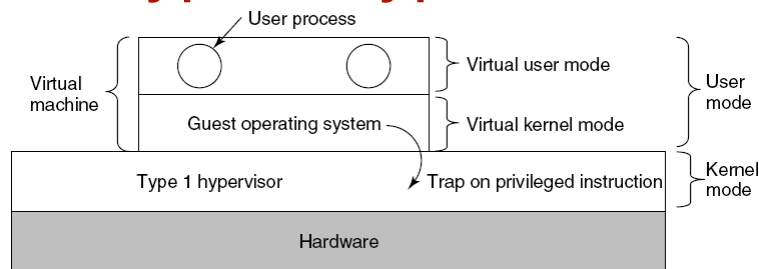 User process
Virtual machine
Virtual user mode
User mode
Guest operating system
Virtual kernel mode
Type 1 hypervisor
Trap on privileged instruction
Kernel mode
Hardware